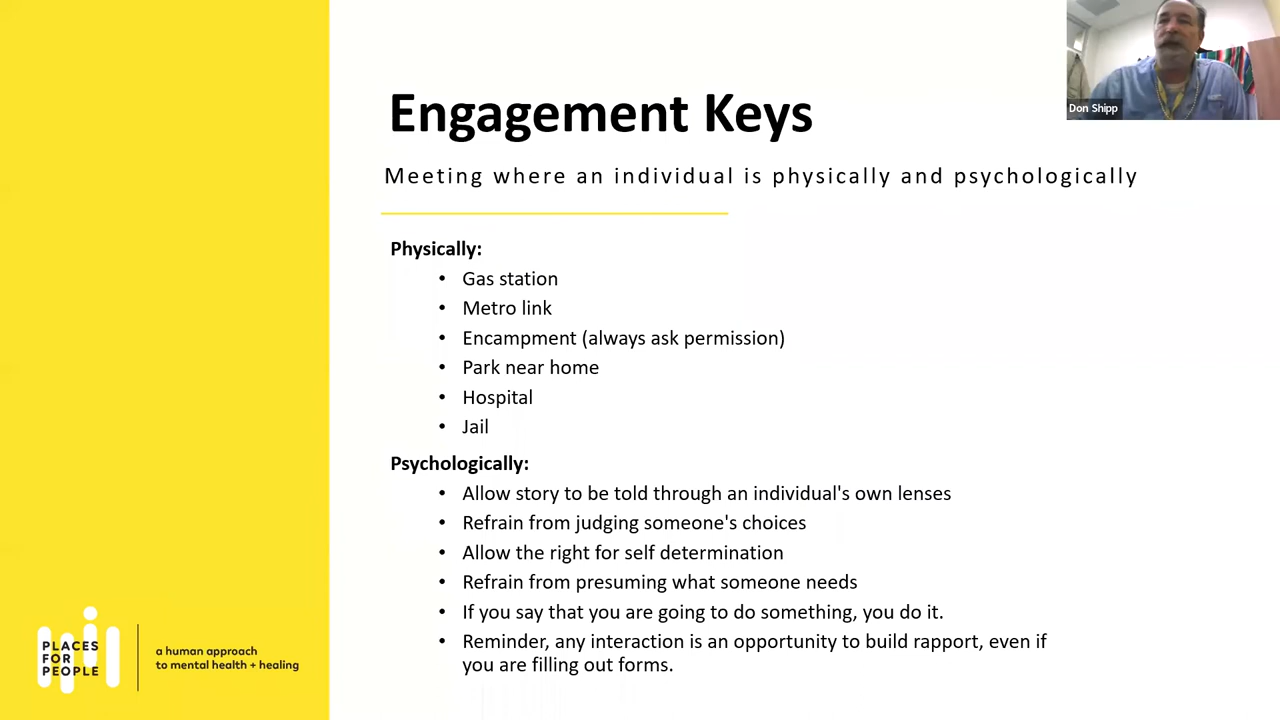 Don Shipp
Engagement Keys
Meeting where an individual is physically and psychologically
Physically:
• Gas station
• Metro link
• Encampment (always ask permission)
• Park near home
• Hospital
• Jail
Psychologically:
• Allow story to be told through an individual's own lenses
• Refrain from judging someone's choices
• Allow the right for self determination
• Refrain from presuming what someone needs
• If you say that you are going to do something, you do it.
• Reminder, any interaction is an opportunity to build rapport, even if
you are filling out forms.
PLACES
FOR
PEOPLE
a human approach
to mental health + healing